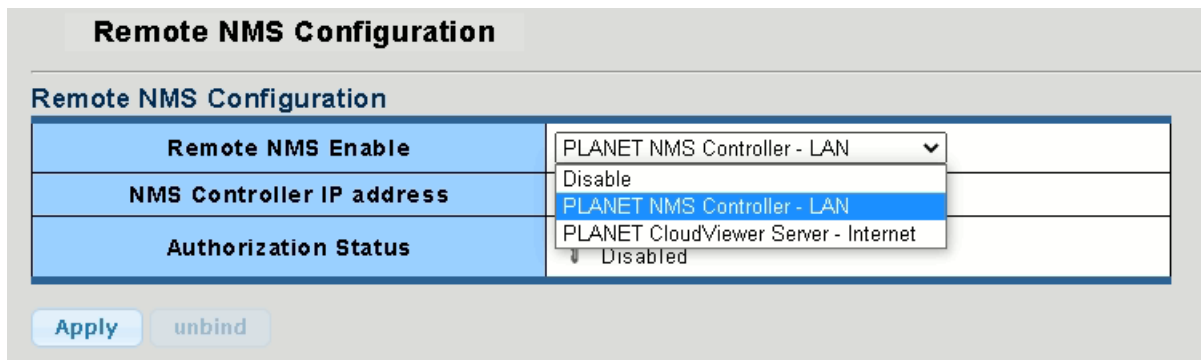 Remote NMS Configuration
Remote NMS Configuration
Remote NMS Enable
PLANET NMS Controller - LAN
Disable
NMS Controller IP address
PLANET NMS Controller - LAN
PLANET CloudViewer Server - Internet
Authorization Status
Disabled
Apply unbind